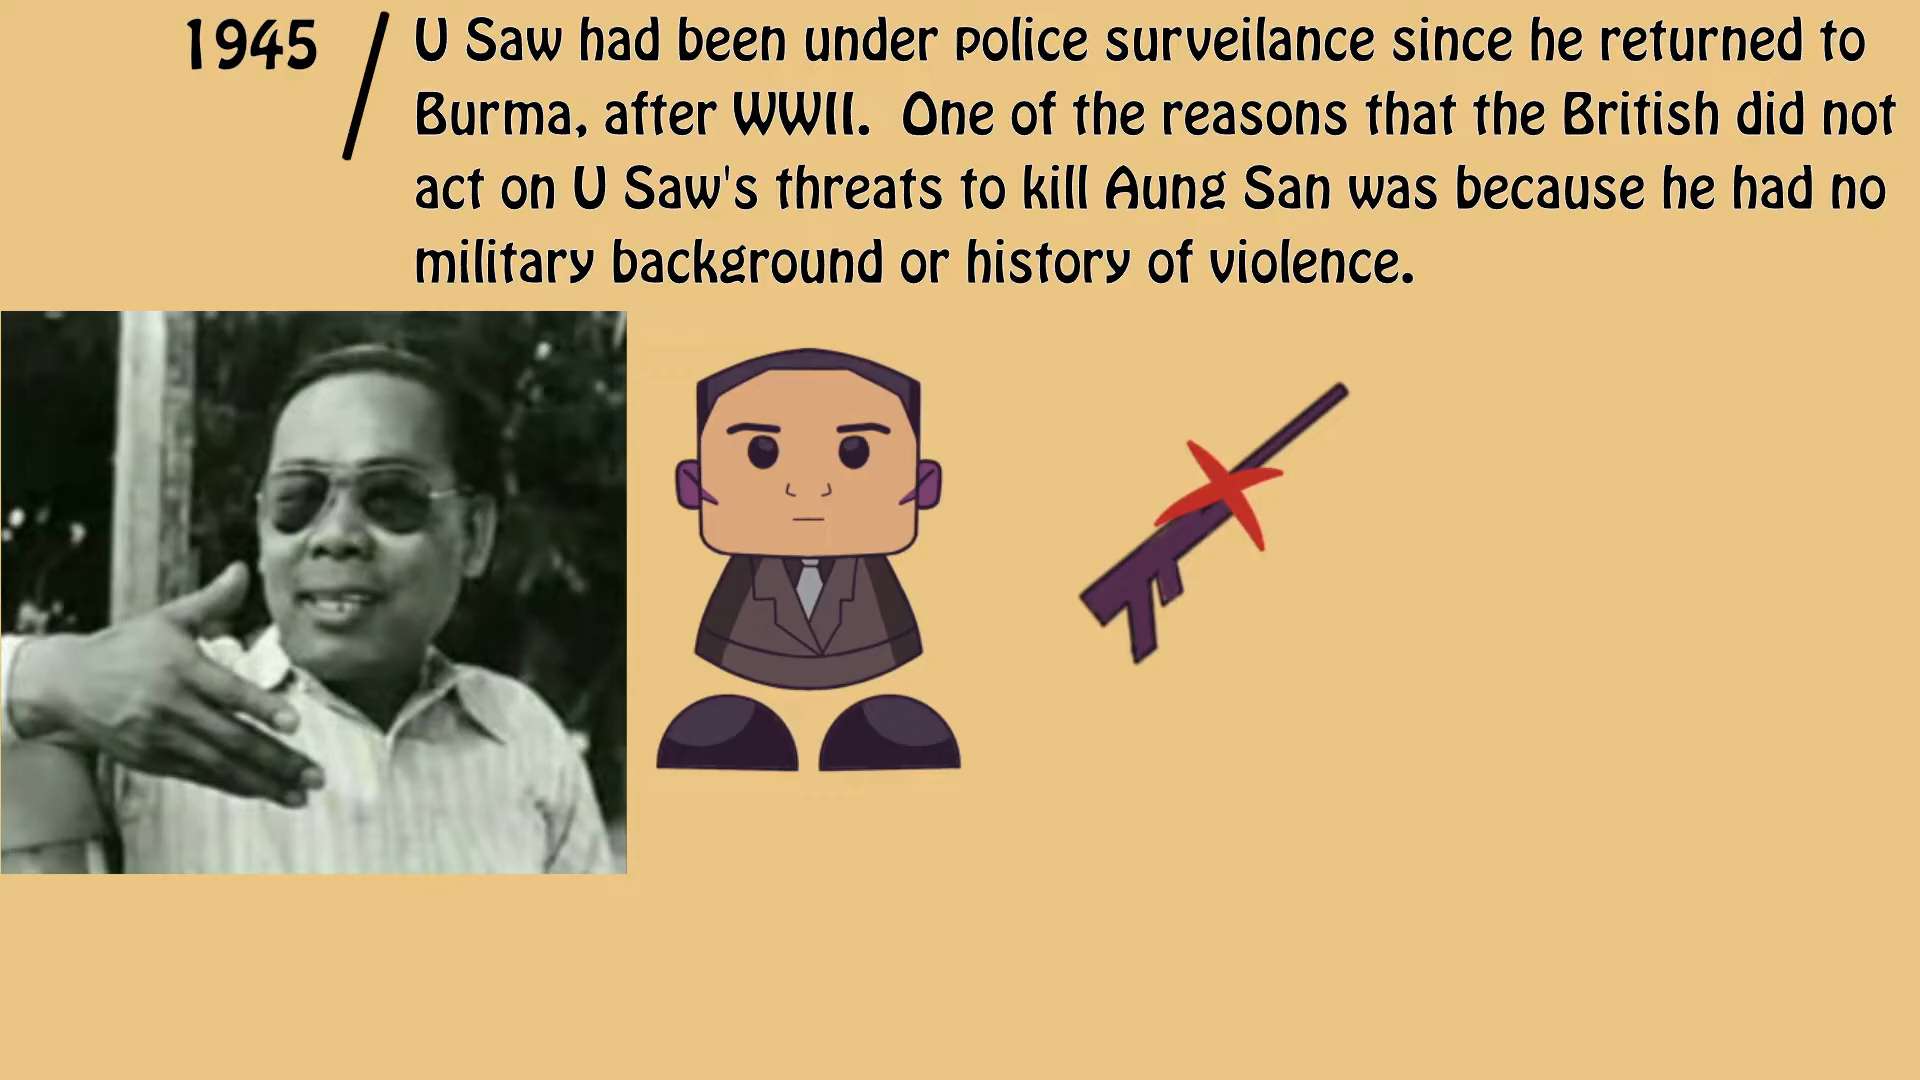 1945
U Saw had been under police surveilance since he returned to
Burma, after WWII. One of the reasons that the British did not
act on U Saw's threats to kill Aung San was because he had no
military background or history of violence.